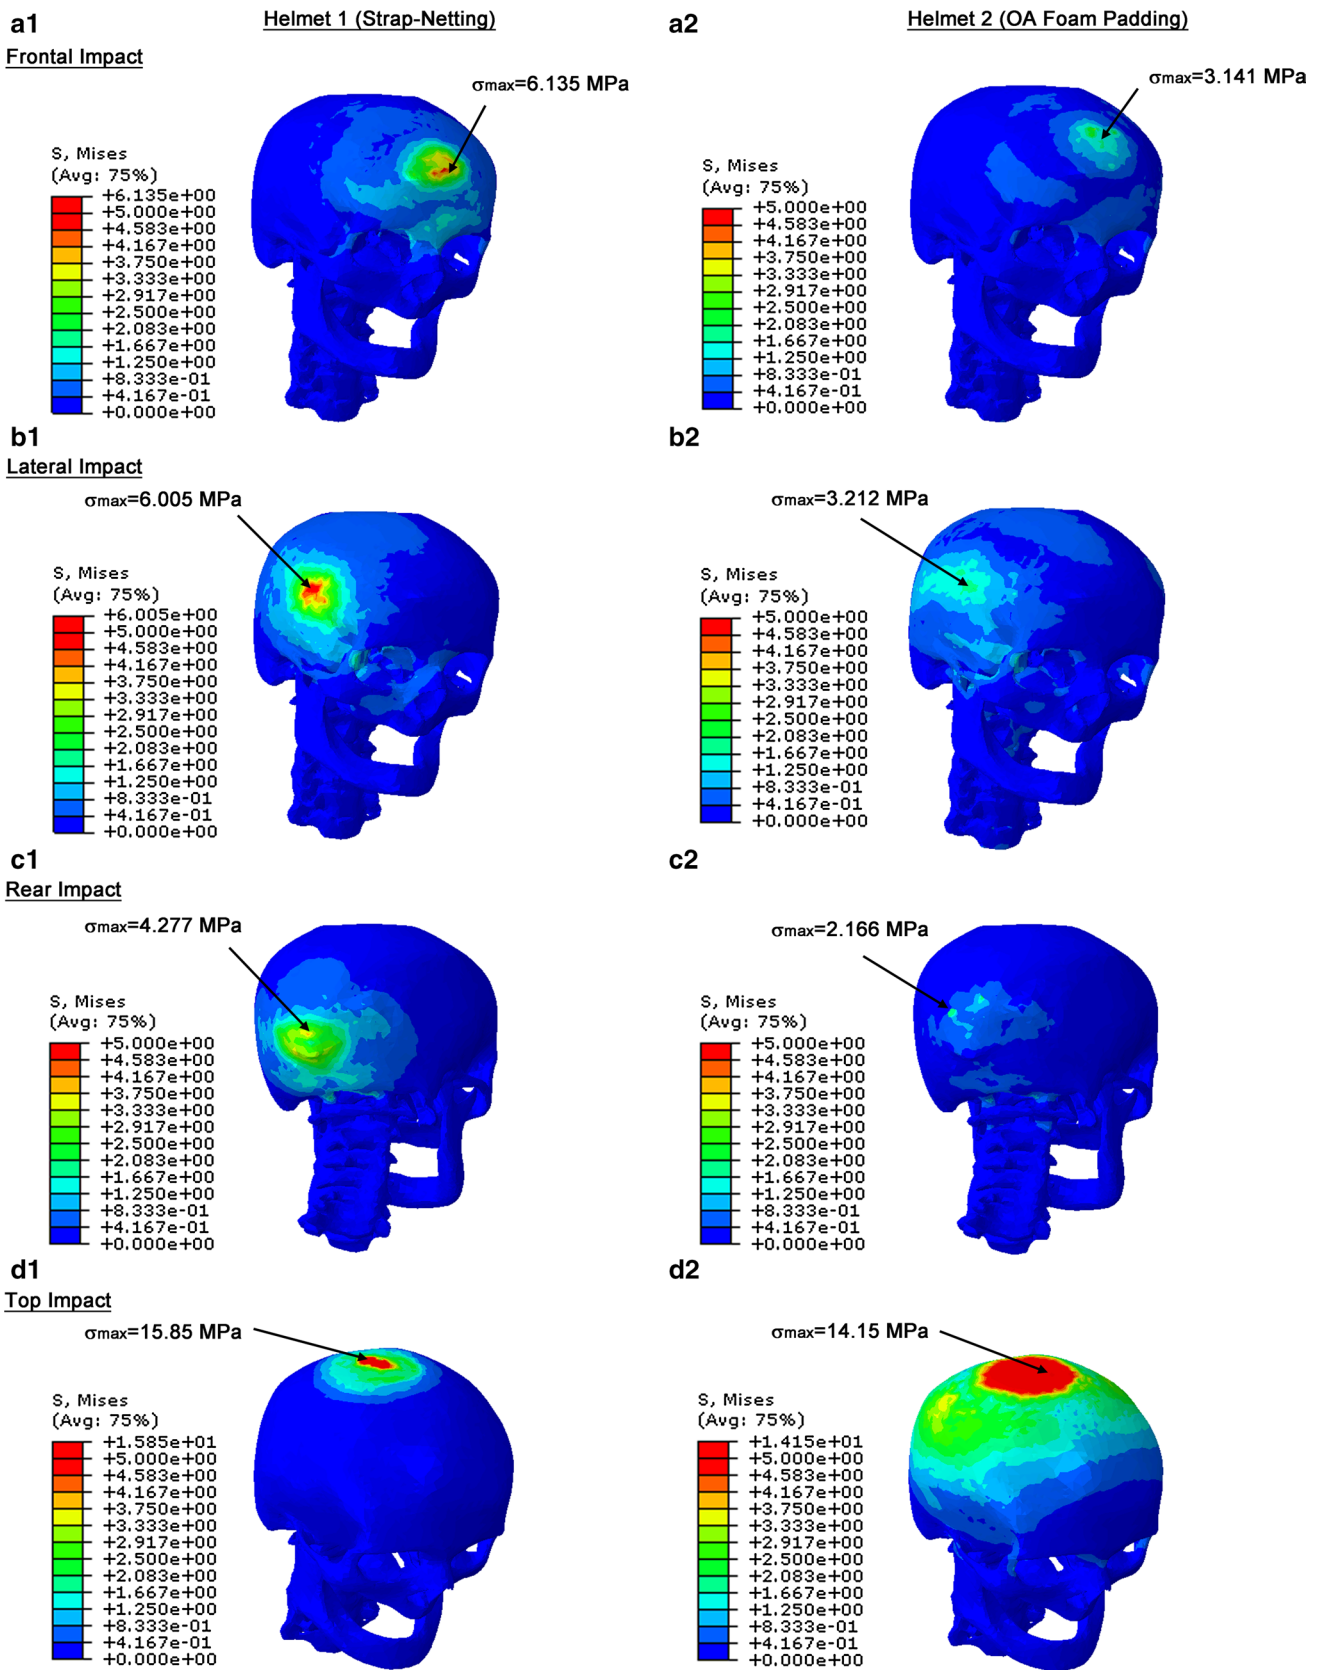 a1
Helmet 1 (Strap-Netting)
a2
Helmet 2 (OA Foam Padding)
Frontal Impact
σmax=6.135 MPa
S, Mises
(Avg: 75%)
+6.135e+00
+5.000e+00
+4.583e+00
+4.167e+00
+3.750e+00
+3.333e+00
+2.917e+00
+2.500e+00
+2.083e+00
+1.667e+00
+1.250e+00
+8.333e-01
+4.167e-01
+0.000e+00
σmax=3.141 MPa
S, Mises
(Avg: 75%)
+5.000e+00
+4.583e+00
+4.167e+00
+3.750e+00
+3.333e+00
+2.917e+00
+2.500e+00
+2.083e+00
+1.667e+00
+1.250e+00
+8.333e-01
+4.167e-01
+0.000e+00
b1
b2
Lateral Impact
σmax=6.005 MPa
S, Mises
(Avg: 75%)
+6.005e+00
+5.000e+00
+4.583e+00
+4.167e+00
+3.750e+00
+3.333e+00
+2.917e+00
+2.500e+00
+2.083e+00
+1.667e+00
+1.250e+00
+8.333e-01
+4.167e-01
+0.000e+00
σmax=3.212 MPa
S, Mises
(Avg: 75%)
+5.000e+00
+4.583e+00
+4.167e+00
+3.750e+00
+3.333e+00
+2.917e+00
+2.500e+00
+2.083e+00
+1.667e+00
+1.250e+00
+8.333e-01
+4.167e-01
+0.000e+00
c1
c2
Rear Impact
σmax=4.277 MPa
S, Mises
(Avg: 75%)
+5.000e+00
+4.583e+00
+4.167e+00
+3.750e+00
+3.333e+00
+2.917e+00
+2.500e+00
+2.083e+00
+1.667e+00
+1.250e+00
+8.333e-01
+4.167e-01
+0.000e+00
σmax=2.166 MPa
S, Mises
(Avg: 75%)
+5.000e+00
+4.583e+00
+4.167e+00
+3.750e+00
+3.333e+00
+2.917e+00
+2.500e+00
+2.083e+00
+1.667e+00
+1.250e+00
+8.333e-01
+4.167e-01
+0.000e+00
d1
d2
Top Impact
σmax=15.85 MPa
S, Mises
(Avg: 75%)
+1.585e+01
+5.000e+00
+4.583e+00
+4.167e+00
+3.750e+00
+3.333e+00
+2.917e+00
+2.500e+00
+2.083e+00
+1.667e+00
+1.250e+00
+8.333e-01
+4.167e-01
+0.000e+00
σmax=14.15 MPa
S, Mises
(Avg: 75%)
+1.415e+01
+5.000e+00
+4.583e+00
+4.167e+00
+3.750e+00
+3.333e+00
+2.917e+00
+2.500e+00
+2.083e+00
+1.667e+00
+1.250e+00
+8.333e-01
+4.167e-01
+0.000e+00